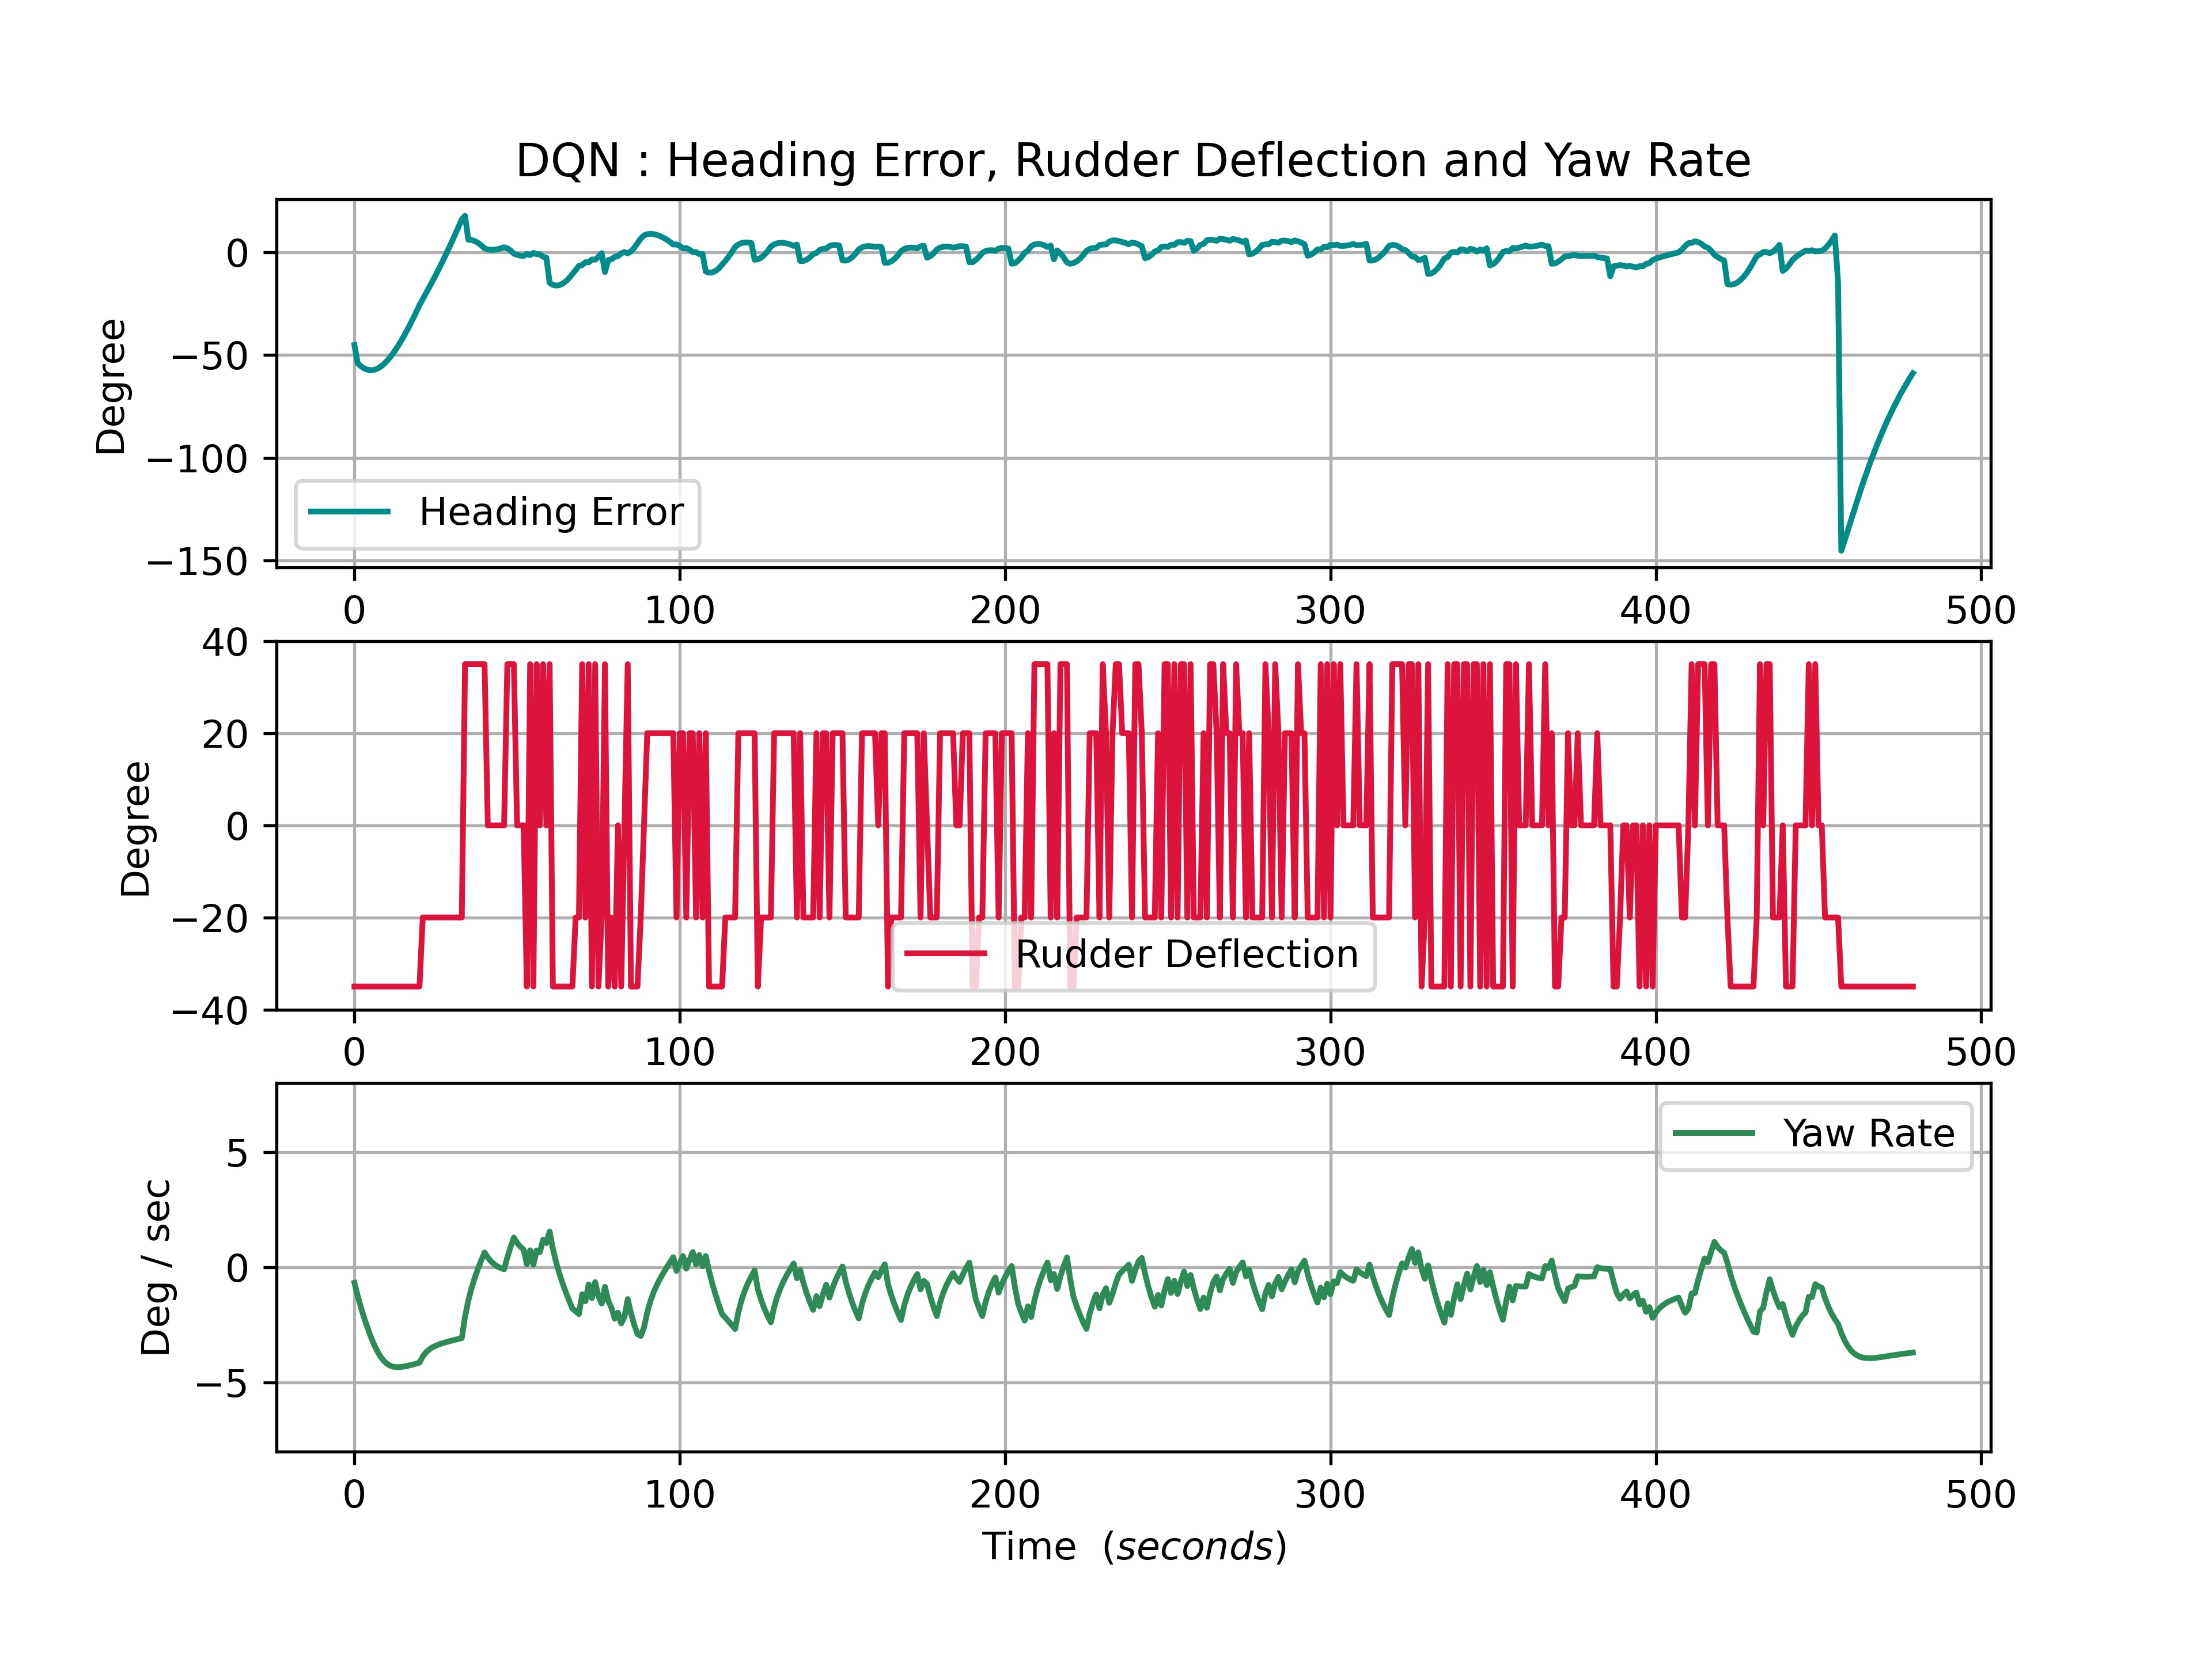 DQN : Heading Error, Rudder Deflection and Yaw Rate
0
−50
−100
−150
Degree
Heading Error
0 100 200 300 400 500
40
20
0
−20
−40
Degree
Rudder Deflection
0 100 200 300 400 500
5
0
−5
Deg / sec
Yaw Rate
0 100 200 300 400 500
Time (seconds)